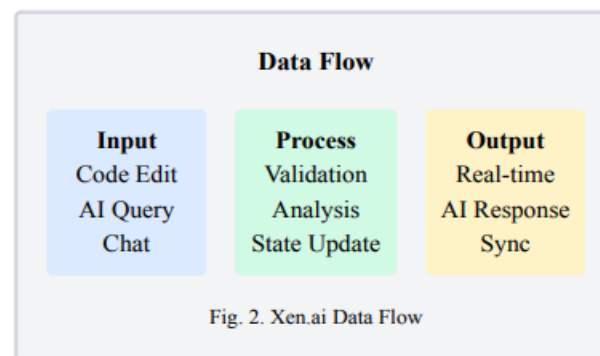 Data Flow
Input
Code Edit
AI Query
Chat
Process
Validation
Analysis
State Update
Output
Real-time
AI Response
Sync
Fig. 2. Xen.ai Data Flow